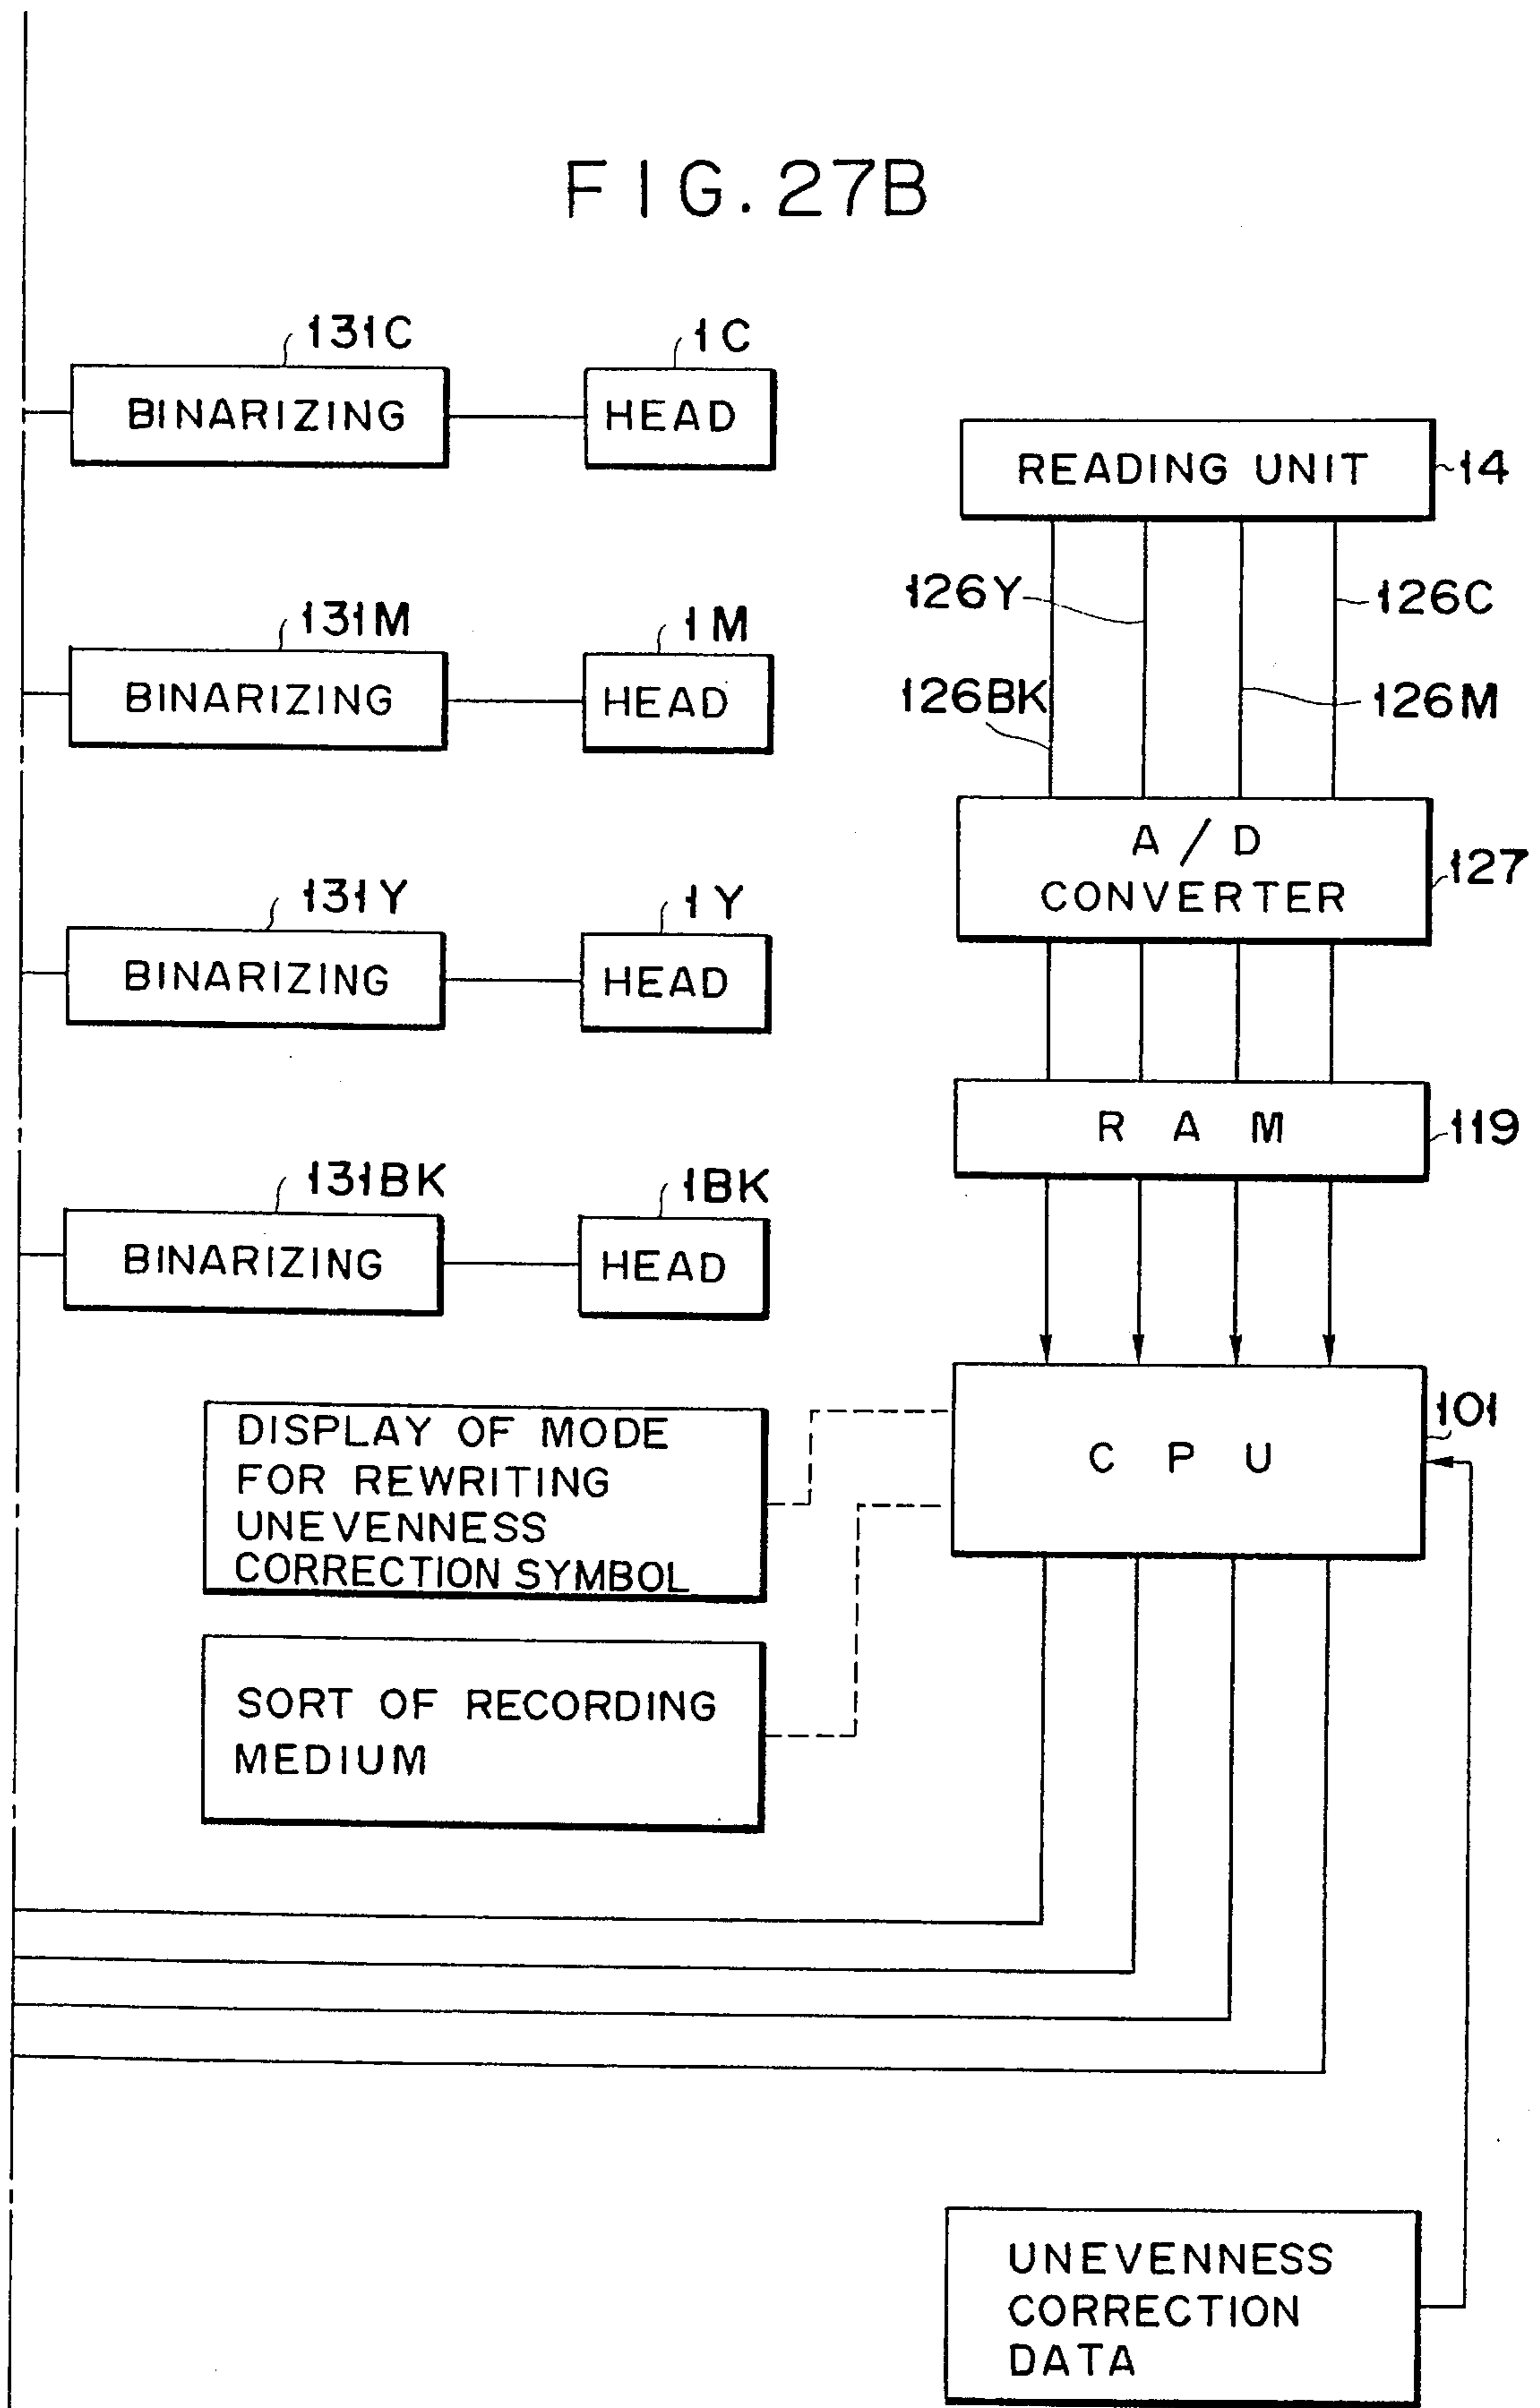 FIG. 27B
131C
1C
BINARIZING
HEAD
READING UNIT
14
126Y
126C
131M
1M
BINARIZING
HEAD
126BK
126M
A/D
CONVERTER
127
131Y
1Y
BINARIZING
HEAD
RAM
119
131BK
1BK
BINARIZING
HEAD
DISPLAY OF MODE
FOR REWRITING
UNEVENNESS
CORRECTION SYMBOL
CPU
101
SORT OF RECORDING
MEDIUM
UNEVENNESS
CORRECTION
DATA